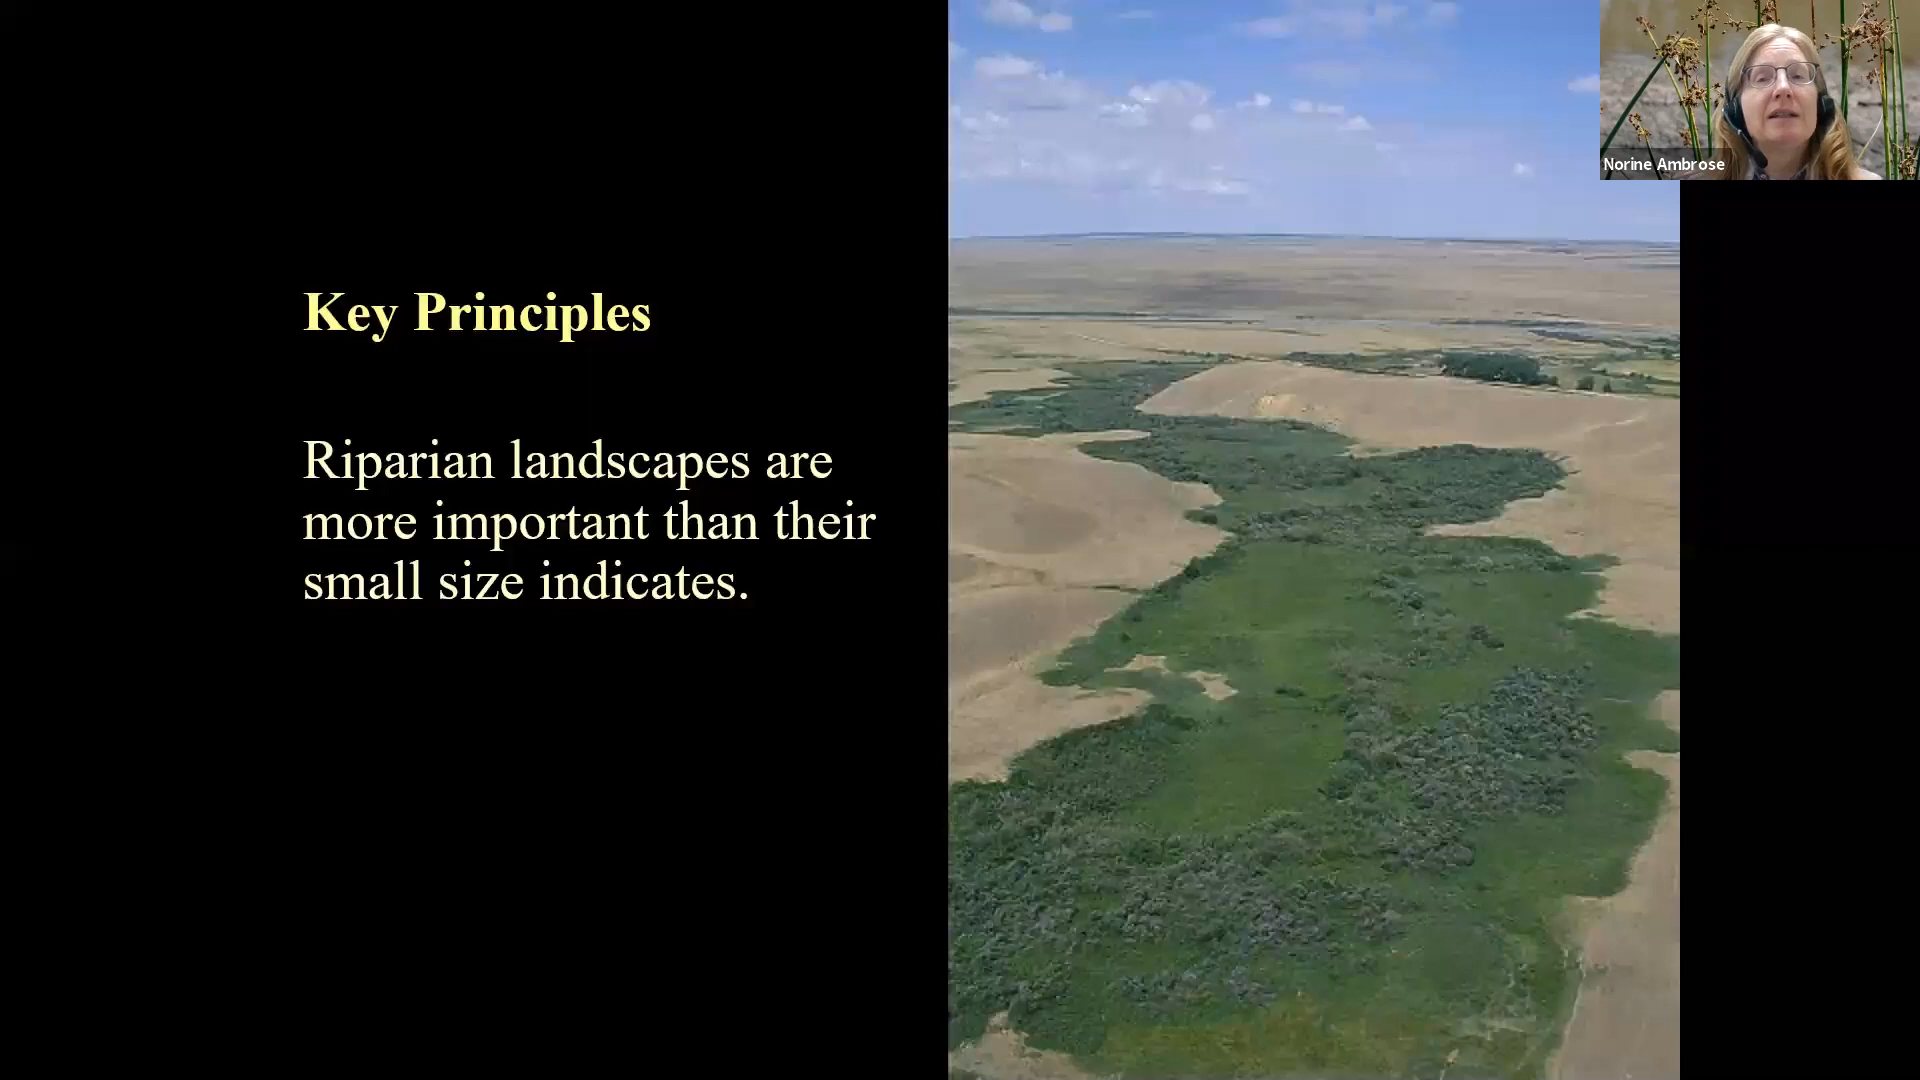 Key Principles
Riparian landscapes are
more important than their
small size indicates.
Norine Ambrose